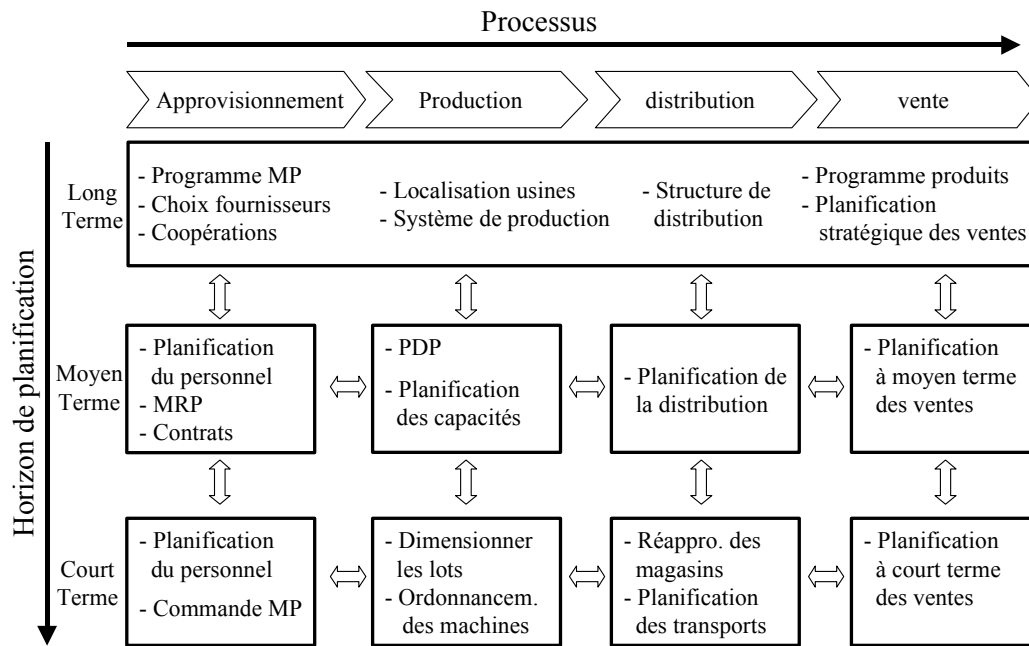 Processus
Approvisionnement
Production
distribution
vente
Horizon de planification
Long
Terme
- Programme MP
- Choix fournisseurs
- Coopérations
- Localisation usines
- Système de production
- Structure de
distribution
- Programme produits
- Planification
stratégique des ventes
Moyen
Terme
- Planification
du personnel
- MRP
- Contrats
- PDP
- Planification
des capacités
- Planification de
la distribution
- Planification
à moyen terme
des ventes
Court
Terme
- Planification
du personnel
- Commande MP
- Dimensionner
les lots
- Ordonnancem.
des machines
- Réappro. des
magasins
- Planification
des transports
- Planification
à court terme
des ventes